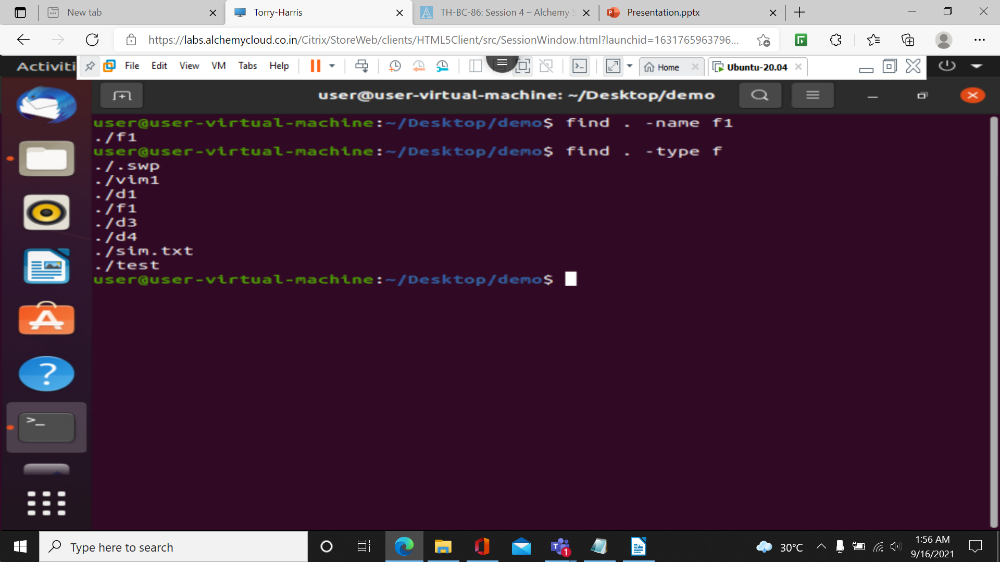 New tab
Torry-Harris
TH-BC-86: Session 4 – Alchemy S
Presentation.pptx
https://labs.alchemycloud.co.in/Citrix/StoreWeb/clients/HTML5Client/src/SessionWindow.html?launchid=1631765963796...
Activiti
File Edit View VM Tabs Help
Home
Ubuntu-20.04
user@user-virtual-machine: ~/Desktop/demo
user@user-virtual-machine:~/Desktop/demo$ find . -name f1
./f1
user@user-virtual-machine:~/Desktop/demo$ find . -type f
./.swp
./vim1
./d1
./f1
./d3
./d4
./sim.txt
./test
user@user-virtual-machine:~/Desktop/demo$
Type here to search
1
30°C
1:56 AM
9/16/2021